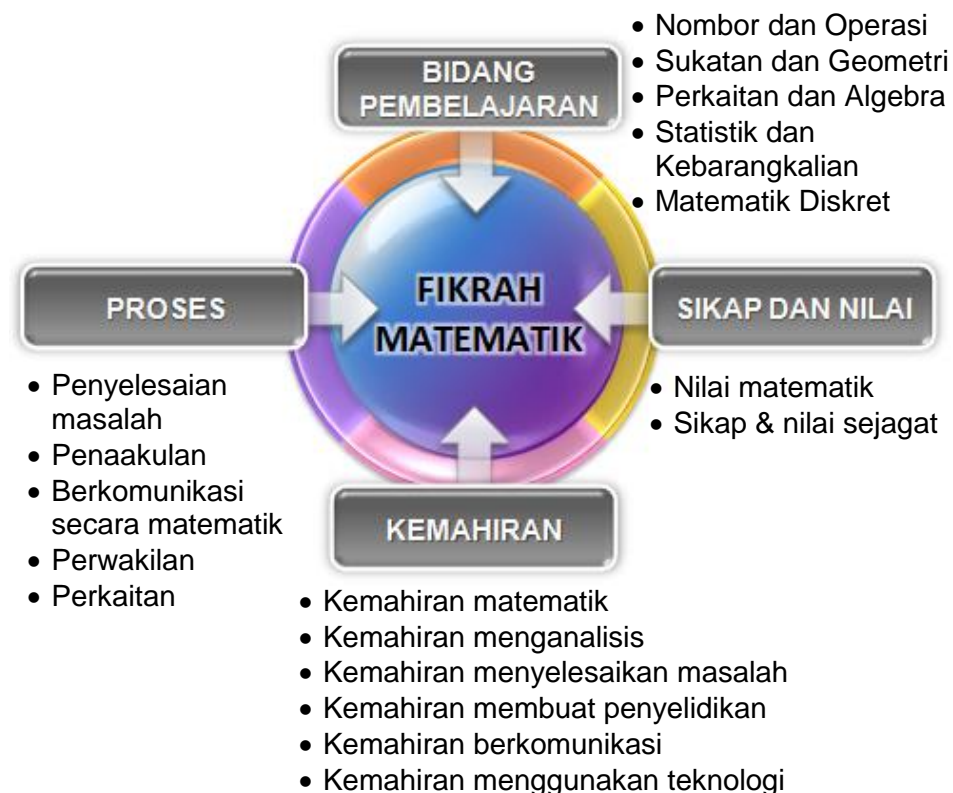 BIDANG
PEMBELAJARAN
• Nombor dan Operasi
• Sukatan dan Geometri
• Perkaitan dan Algebra
• Statistik dan
Kebarangkalian
• Matematik Diskret
FIKRAH
MATEMATIK
PROSES
• Penyelesaian
masalah
• Penaakulan
• Berkomunikasi
secara matematik
• Perwakilan
• Perkaitan
SIKAP DAN NILAI
• Nilai matematik
• Sikap & nilai sejagat
KEMAHIRAN
• Kemahiran matematik
• Kemahiran menganalisis
• Kemahiran menyelesaikan masalah
• Kemahiran membuat penyelidikan
• Kemahiran berkomunikasi
• Kemahiran menggunakan teknologi